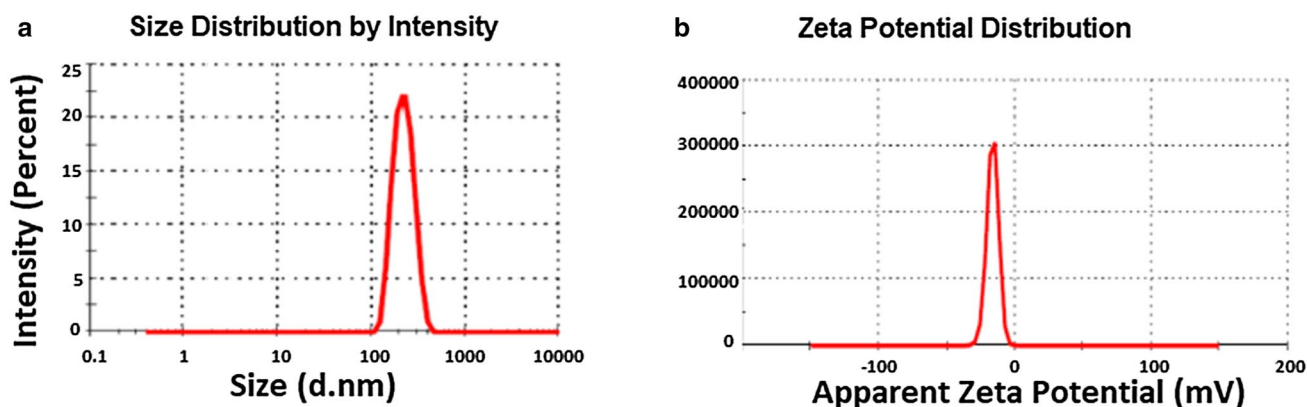 a
Size Distribution by Intensity
Intensity (Percent)
25
20
15
10
5
0
0.1 1 10 100 1000 10000
Size (d.nm)
b
Zeta Potential Distribution
400000
300000
200000
100000
0
-100 0 100 200
Apparent Zeta Potential (mV)